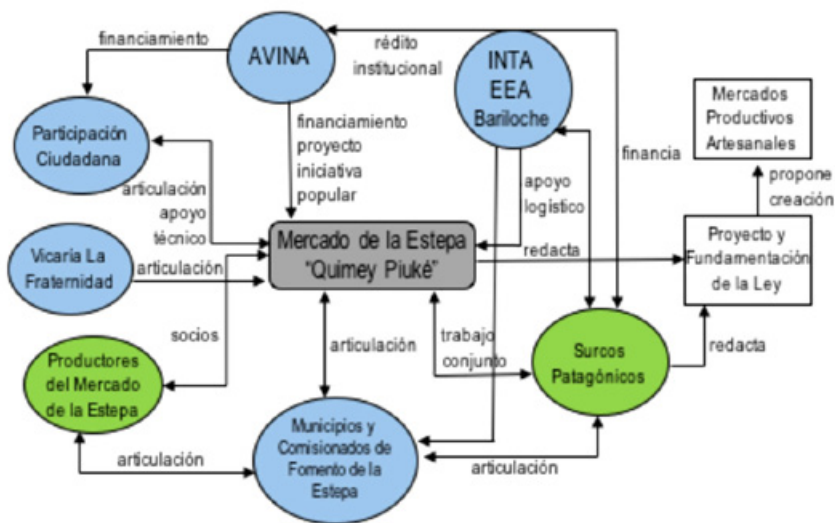 financiamiento
AVINA
rédito
institucional
INTA
EEA
Bariloche
Mercados
Productivos
Artesanales
Participación
Ciudadana
financiamiento
proyecto
iniciativa
popular
financia
articulación
apoyo
técnico
apoyo
logístico
propone
creación
Vicaría La
Fraternidad
articulación
Mercado de la Estepa
"Quimey Piuké"
redacta
Proyecto y
Fundamentación
de la Ley
socios
articulación
trabajo
conjunto
Surcos
Patagónicos
redacta
Productores
del Mercado
de la Estepa
Municipios y
Comisionados de
Fomento de la
Estepa
articulación
articulación